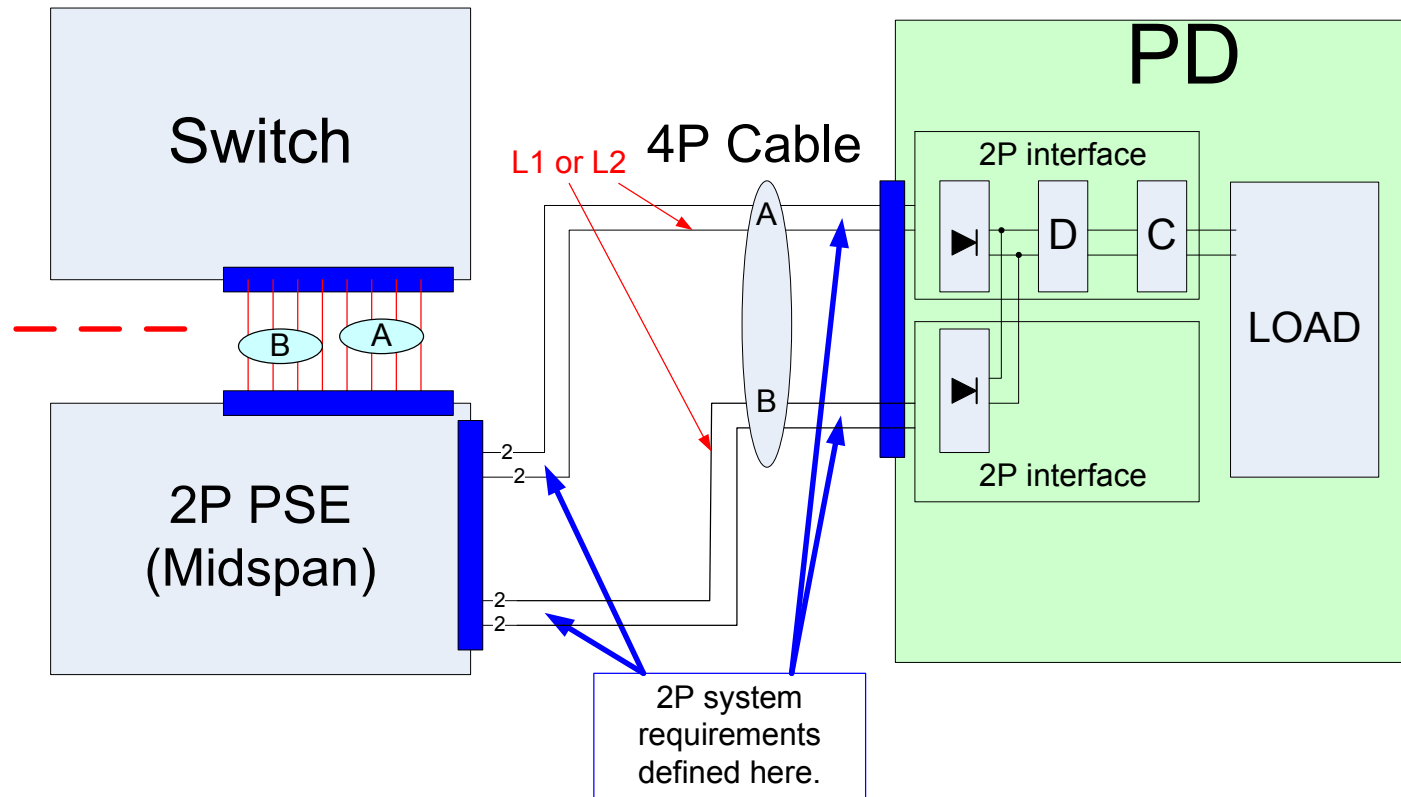 PD
Switch
4P Cable
2P interface
L1 or L2
A
D
C
LOAD
B
A
B
2
2
2P interface
2P PSE
(Midspan)
2
2
2P system
requirements
defined here.